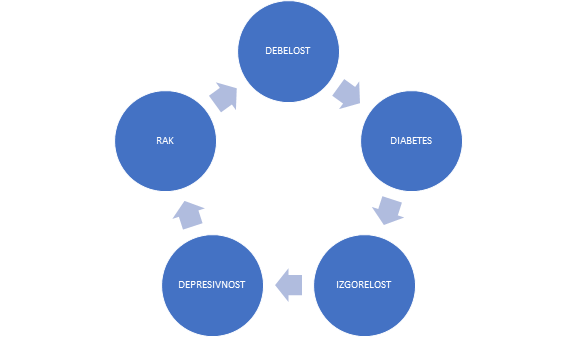 DEBELOST
DIABETES
IZGORELOST
DEPRESIVNOST
RAK